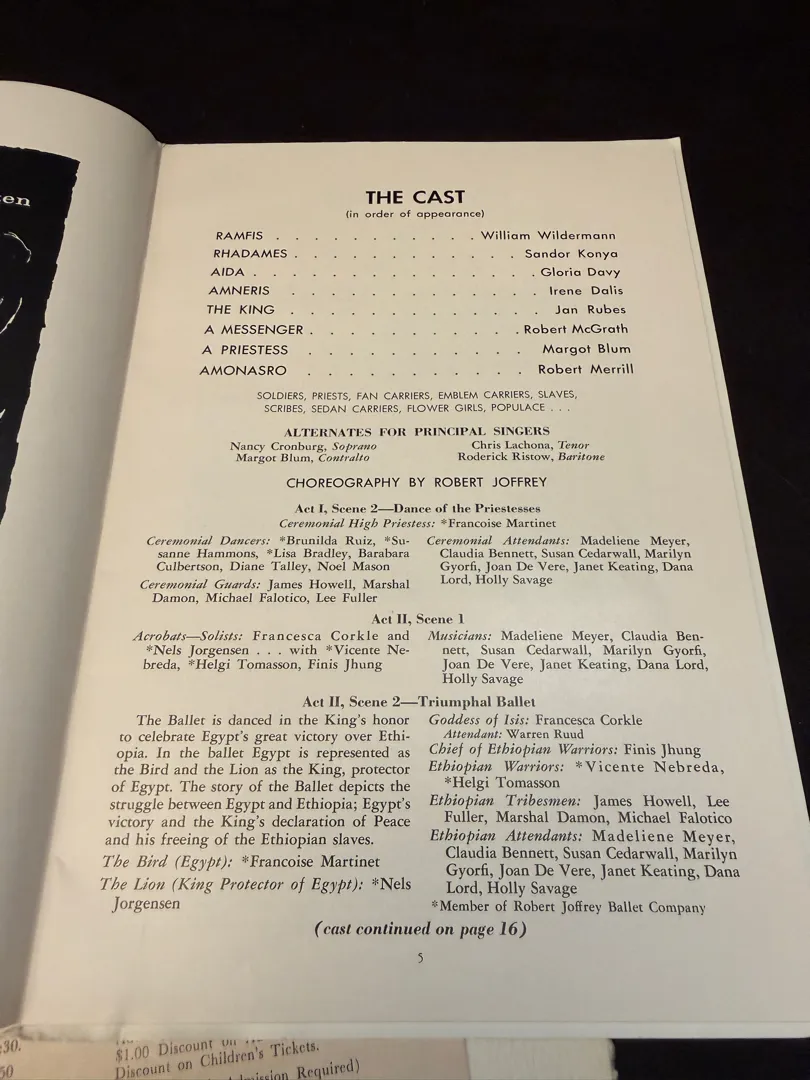 en
THE CAST
(in order of appearance)
RAMFIS . . . . . . . . . . . William Wildermann
RHADAMES . . . . . . . . . . Sandor Konya
AIDA . . . . . . . . . . . . . Gloria Davy
AMNERIS . . . . . . . . . . . Irene Dalis
THE KING . . . . . . . . . . . Jan Rubes
A MESSENGER . . . . . . . . . . Robert McGrath
A PRIESTESS . . . . . . . . . . Margot Blum
AMONASRO . . . . . . . . . . Robert Merrill
SOLDIERS, PRIESTS, FAN CARRIERS, EMBLEM CARRIERS, SLAVES,
SCRIBES, SEDAN CARRIERS, FLOWER GIRLS, POPULACE . . .
ALTERNATES FOR PRINCIPAL SINGERS
Nancy Cronburg, Soprano
Margot Blum, Contralto
Chris Lachona, Tenor
Roderick Ristow, Baritone
CHOREOGRAPHY BY ROBERT JOFFREY
Act I, Scene 2—Dance of the Priestesses
Ceremonial High Priestess: *Francoise Martinet
Ceremonial Dancers: *Brunilda Ruiz, *Su-
sanne Hammons, *Lisa Bradley, Barabara
Culbertson, Diane Talley, Noel Mason
Ceremonial Guards: James Howell, Marshal
Damon, Michael Falotico, Lee Fuller
Ceremonial Attendants: Madeliene Meyer,
Claudia Bennett, Susan Cedarwall, Marilyn
Gyorfi, Joan De Vere, Janet Keating, Dana
Lord, Holly Savage
Act II, Scene 1
Acrobats—Solists: Francesca Corkle and
*Nels Jorgensen . . . with *Vicente Ne-
breda, *Helgi Tomasson, Finis Jhung
Musicians: Madeliene Meyer, Claudia Ben-
nett, Susan Cedarwall, Marilyn Gyorfi,
Joan De Vere, Janet Keating, Dana Lord,
Holly Savage
Act II, Scene 2—Triumphal Ballet
The Ballet is danced in the King's honor
to celebrate Egypt's great victory over Ethi-
opia. In the ballet Egypt is represented as
the Bird and the Lion as the King, protector
of Egypt. The story of the Ballet depicts the
struggle between Egypt and Ethiopia; Egypt's
victory and the King's declaration of Peace
and his freeing of the Ethiopian slaves.
The Bird (Egypt): *Francoise Martinet
The Lion (King Protector of Egypt): *Nels
Jorgensen
Goddess of Isis: Francesca Corkle
Attendant: Warren Ruud
Chief of Ethiopian Warriors: Finis Jhung
Ethiopian Warriors: *Vicente Nebreda,
*Helgi Tomasson
Ethiopian Tribesmen: James Howell, Lee
Fuller, Marshal Damon, Michael Falotico
Ethiopian Attendants: Madeliene Meyer,
Claudia Bennett, Susan Cedarwall, Marilyn
Gyorfi, Joan De Vere, Janet Keating, Dana
Lord, Holly Savage
*Member of Robert Joffrey Ballet Company
(cast continued on page 16)
5
:30.
50
$1.00 Discount on
Discount on Children's Tickets.
Required)